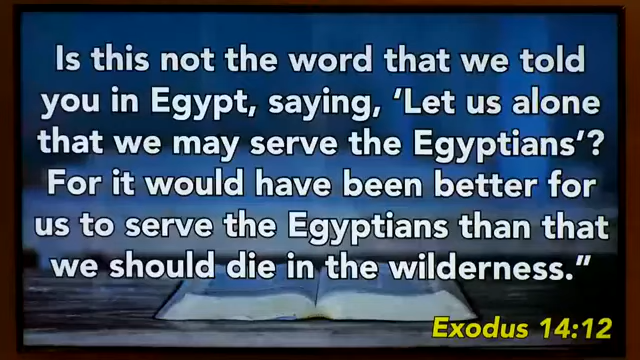 Is this not the word that we told
you in Egypt, saying, ‘Let us alone
that we may serve the Egyptians’?
For it would have been better for
us to serve the Egyptians than that
we should die in the wilderness.”
Exodus 14:12